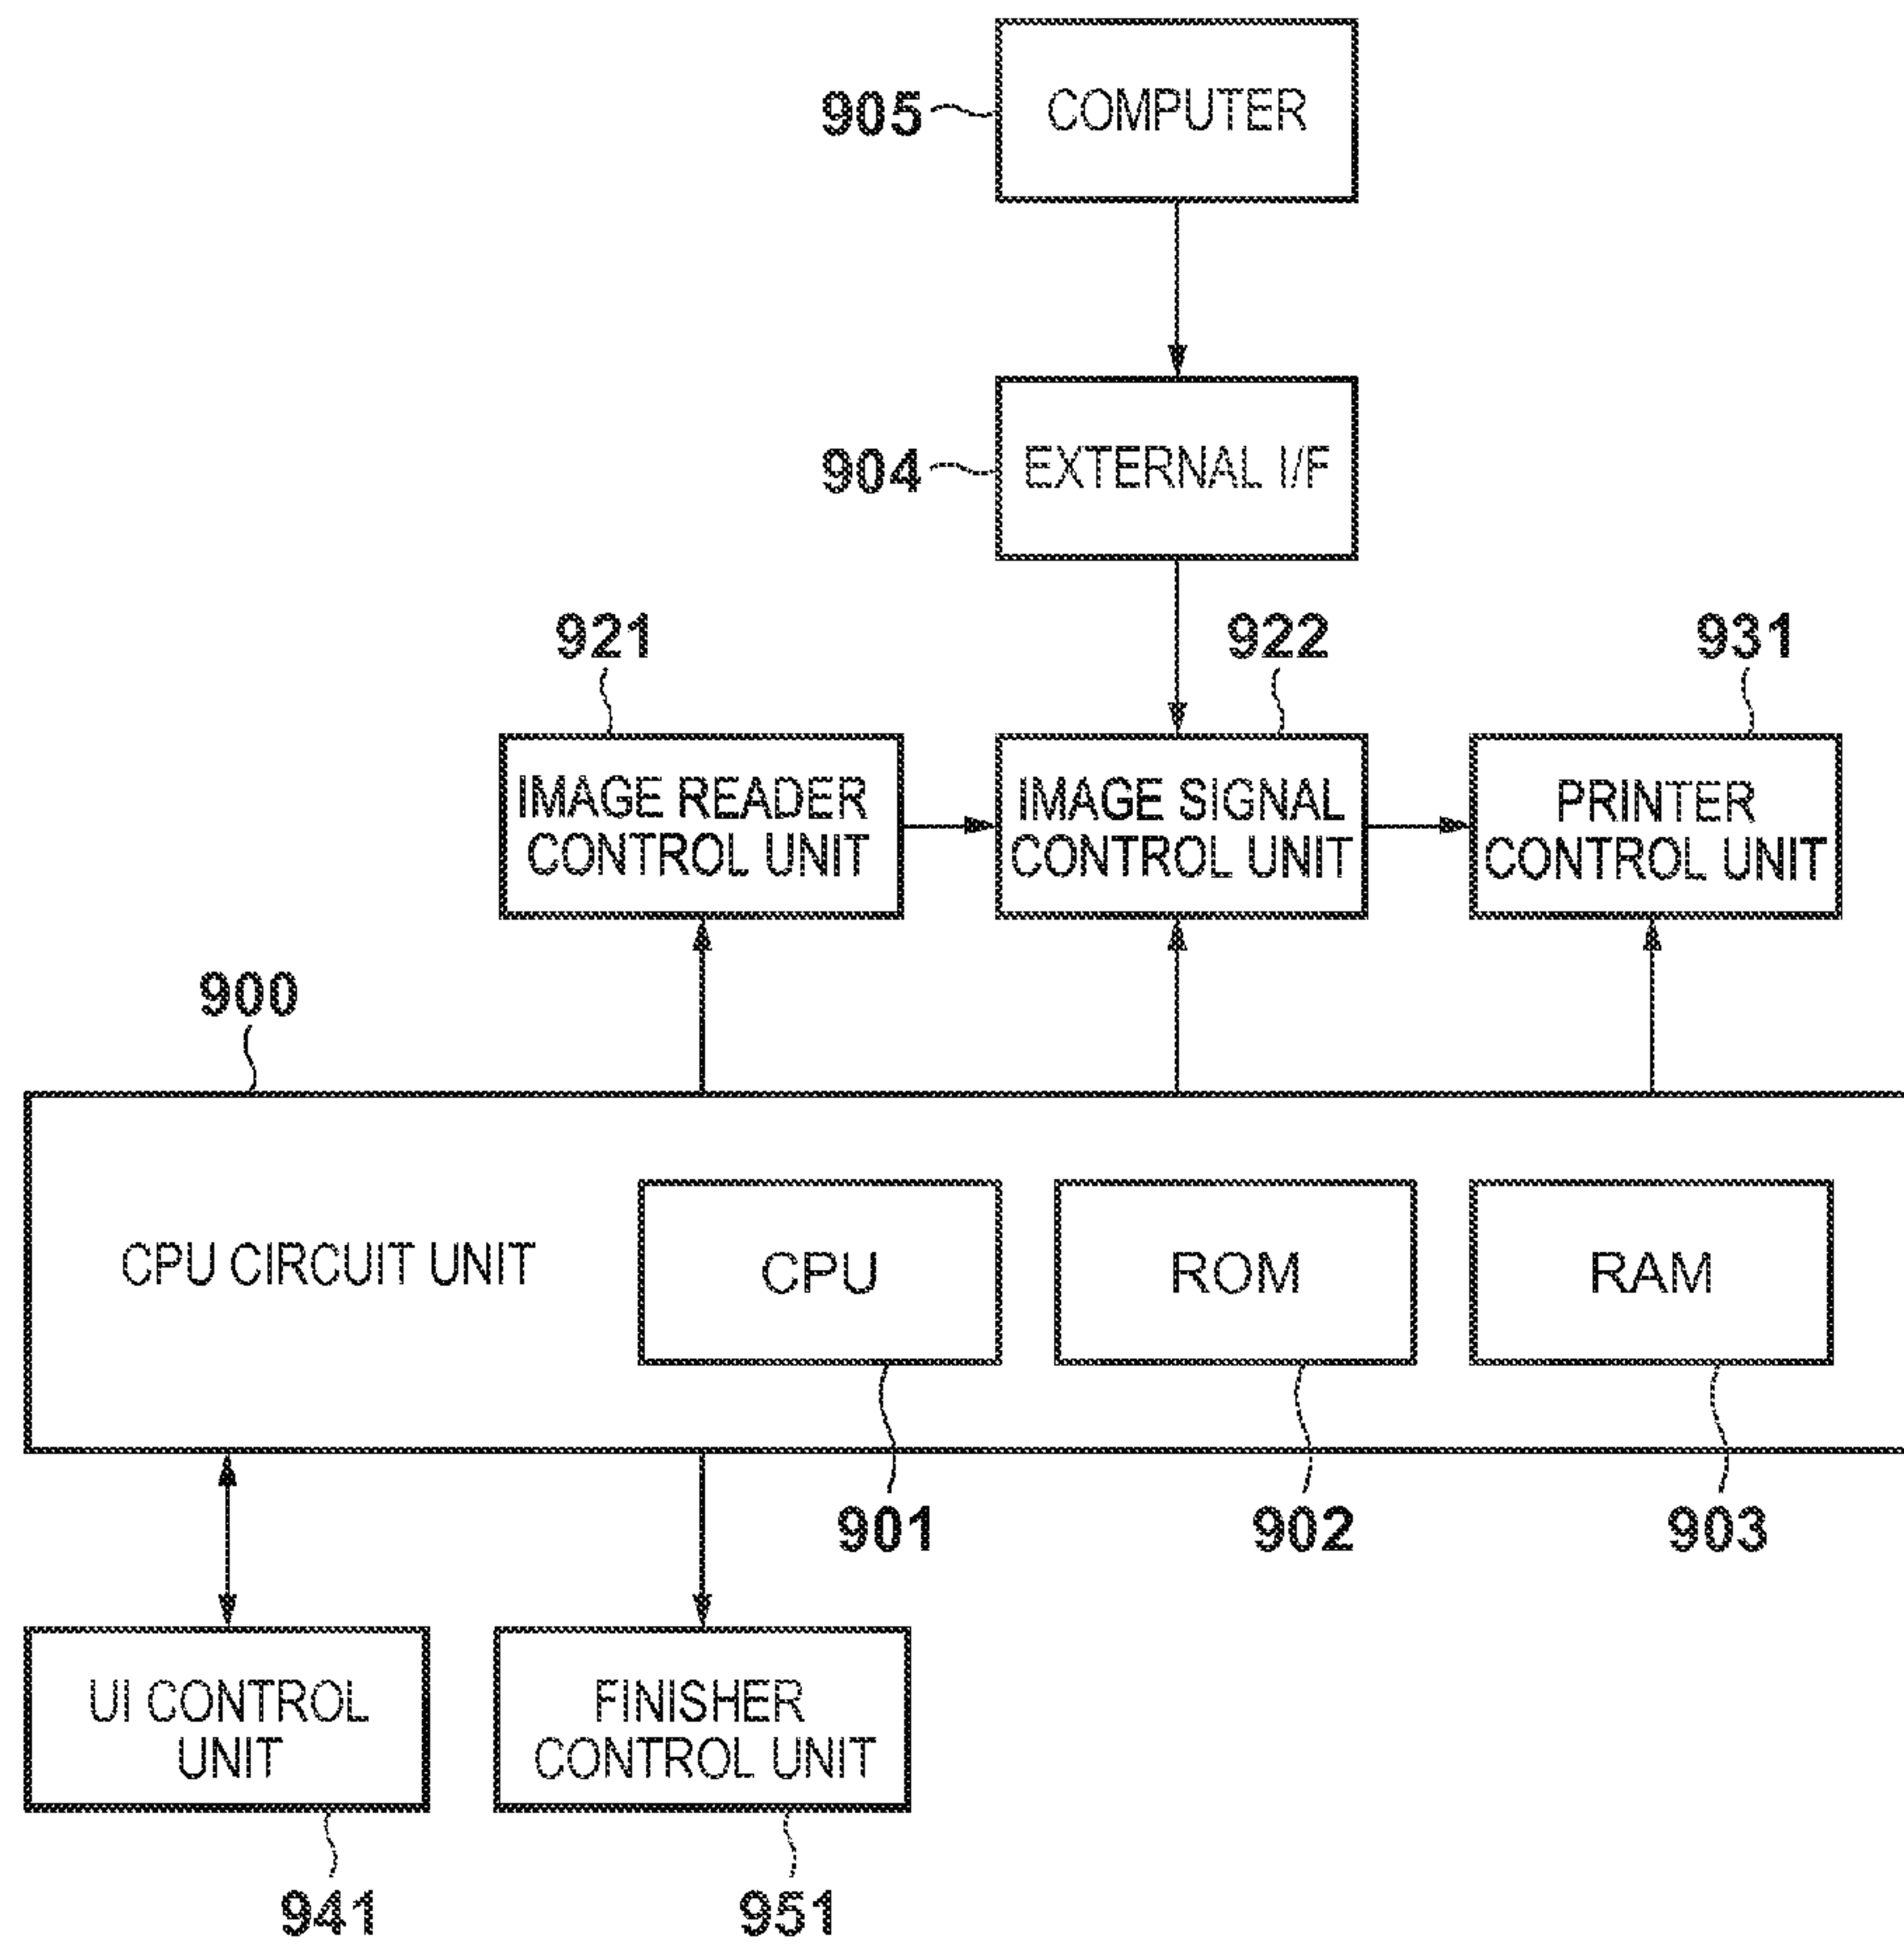 905
COMPUTER
904
EXTERNAL I/F
921
922
931
IMAGE READER
CONTROL UNIT
IMAGE SIGNAL
CONTROL UNIT
PRINTER
CONTROL UNIT
900
CPU CIRCUIT UNIT
CPU
ROM
RAM
901
902
903
UI CONTROL
UNIT
FINISHER
CONTROL UNIT
941
951